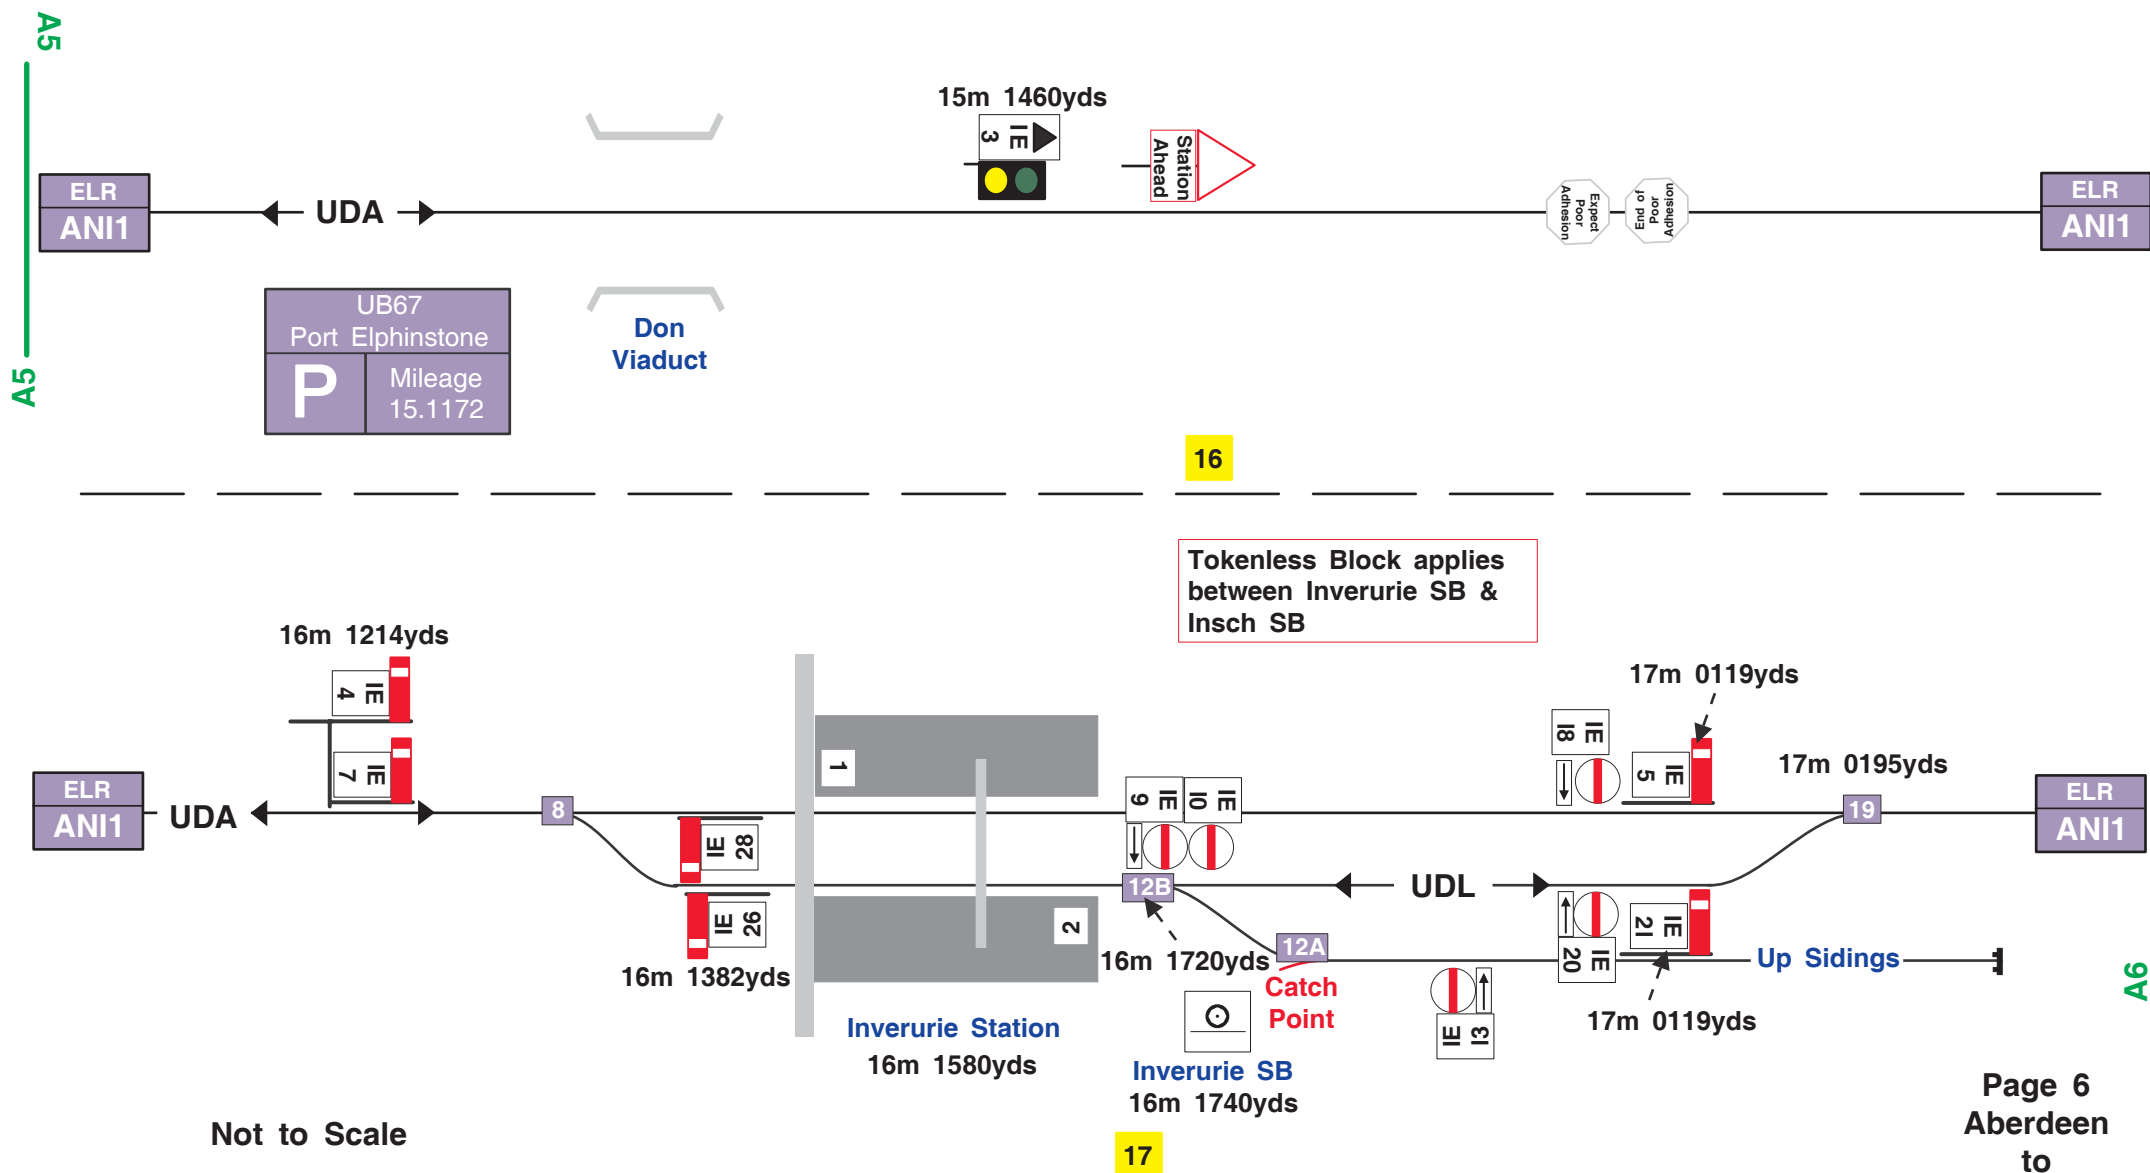 A5
15m 1460yds
IE
3
Station
Ahead
Expect
Poor
Adhesion
End of
Poor
Adhesion
ELR
ANI1
UDA
ELR
ANI1
UB67
Port Elphinstone
P
Mileage
15.1172
Don
Viaduct
A5
16
Tokenless Block applies
between Inverurie SB &
Insch SB
16m 1214yds
IE
4
IE
7
17m 0119yds
IE
I8
IE
5
17m 0195yds
1
IE
9
IE
I0
ELR
ANI1
UDA
8
19
ELR
ANI1
IE
28
12B
UDL
IE
26
2
IE
20
IE
2I
16m 1382yds
16m 1720yds
12A
Up Sidings
Catch
Point
IE
I3
17m 0119yds
A6
Inverurie Station
16m 1580yds
Inverurie SB
16m 1740yds
Not to Scale
17
Page 6
Aberdeen
to